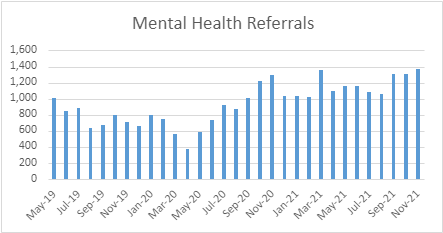 Mental Health Referrals
1,600
1,400
1,200
1,000
800
600
400
200
0
May-19
Jul-19
Sep-19
Nov-19
Jan-20
Mar-20
May-20
Jul-20
Sep-20
Nov-20
Jan-21
Mar-21
May-21
Jul-21
Sep-21
Nov-21